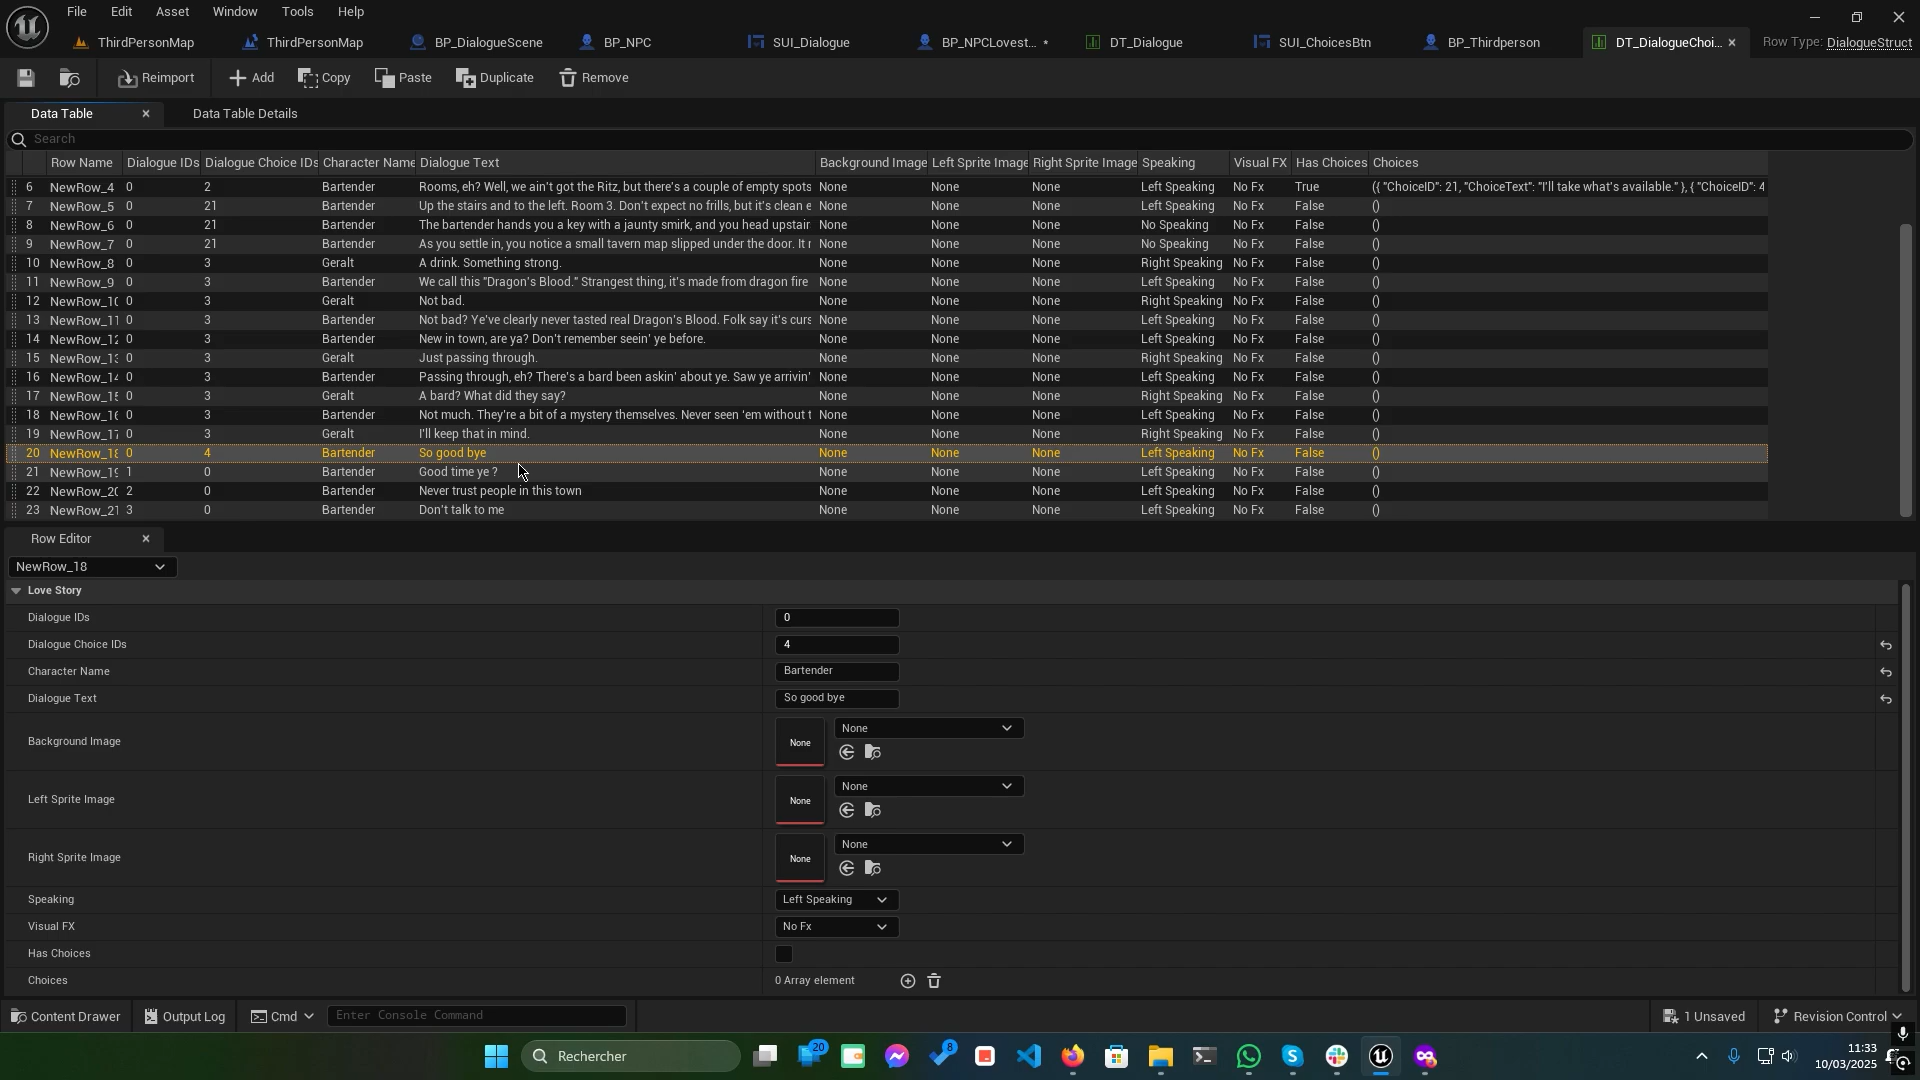 File Edit Asset Window Tools Help
ThirdPersonMap ThirdPersonMap BP_DialogueScene BP_NPC SUI_Dialogue BP_NPCLovest... • DT_Dialogue SUI_ChoicesBtn BP_Thirdperson DT_DialogueChoi... Row Type: DialogueStruct
Reimport Add Copy Paste Duplicate Remove
Data Table Data Table Details
Search
Row Name Dialogue IDs Dialogue Choice IDs Character Name Dialogue Text Background Image Left Sprite Image Right Sprite Image Speaking Visual FX Has Choices Choices
6 NewRow_4 0 2 Bartender Rooms, eh? Well, we ain't got the Ritz, but there's a couple of empty spots None None None Left Speaking No Fx True ({ "ChoiceID": 21, "ChoiceText": "I'll take what's available." }, { "ChoiceID": 4
7 NewRow_5 0 21 Bartender Up the stairs and to the left. Room 3. Don't expect no frills, but it's clean e None None None Left Speaking No Fx False ()
8 NewRow_6 0 21 Bartender The bartender hands you a key with a jaunty smirk, and you head upstair None None None No Speaking No Fx False ()
9 NewRow_7 0 21 Bartender As you settle in, you notice a small tavern map slipped under the door. It r None None None No Speaking No Fx False ()
10 NewRow_8 0 3 Geralt A drink. Something strong. None None None Right Speaking No Fx False ()
11 NewRow_9 0 3 Bartender We call this "Dragon's Blood." Strangest thing, it's made from dragon fire None None None Left Speaking No Fx False ()
12 NewRow_10 0 3 Geralt Not bad. None None None Right Speaking No Fx False ()
13 NewRow_11 0 3 Bartender Not bad? Ye've clearly never tasted real Dragon's Blood. Folk say it's curs None None None Left Speaking No Fx False ()
14 NewRow_12 0 3 Bartender New in town, are ya? Don't remember seein' ye before. None None None Left Speaking No Fx False ()
15 NewRow_13 0 3 Geralt Just passing through. None None None Right Speaking No Fx False ()
16 NewRow_14 0 3 Bartender Passing through, eh? There's a bard been askin' about ye. Saw ye arrivin' None None None Left Speaking No Fx False ()
17 NewRow_15 0 3 Geralt A bard? What did they say? None None None Right Speaking No Fx False ()
18 NewRow_16 0 3 Bartender Not much. They're a bit of a mystery themselves. Never seen 'em without t None None None Left Speaking No Fx False ()
19 NewRow_17 0 3 Geralt I'll keep that in mind. None None None Right Speaking No Fx False ()
20 NewRow_18 0 4 Bartender So good bye None None None Left Speaking No Fx False ()
21 NewRow_19 1 0 Bartender Good time ye ? None None None Left Speaking No Fx False ()
22 NewRow_20 2 0 Bartender Never trust people in this town None None None Left Speaking No Fx False ()
23 NewRow_21 3 0 Bartender Don't talk to me None None None Left Speaking No Fx False ()
Row Editor
NewRow_18
Love Story
Dialogue IDs 0
Dialogue Choice IDs 4
Character Name Bartender
Dialogue Text So good bye
Background Image None None
Left Sprite Image None None
Right Sprite Image None None
Speaking Left Speaking
Visual FX No Fx
Has Choices
Choices 0 Array element
Content Drawer Output Log Cmd Enter Console Command 1 Unsaved Revision Control
Rechercher 20 8 11:33
10/03/2025